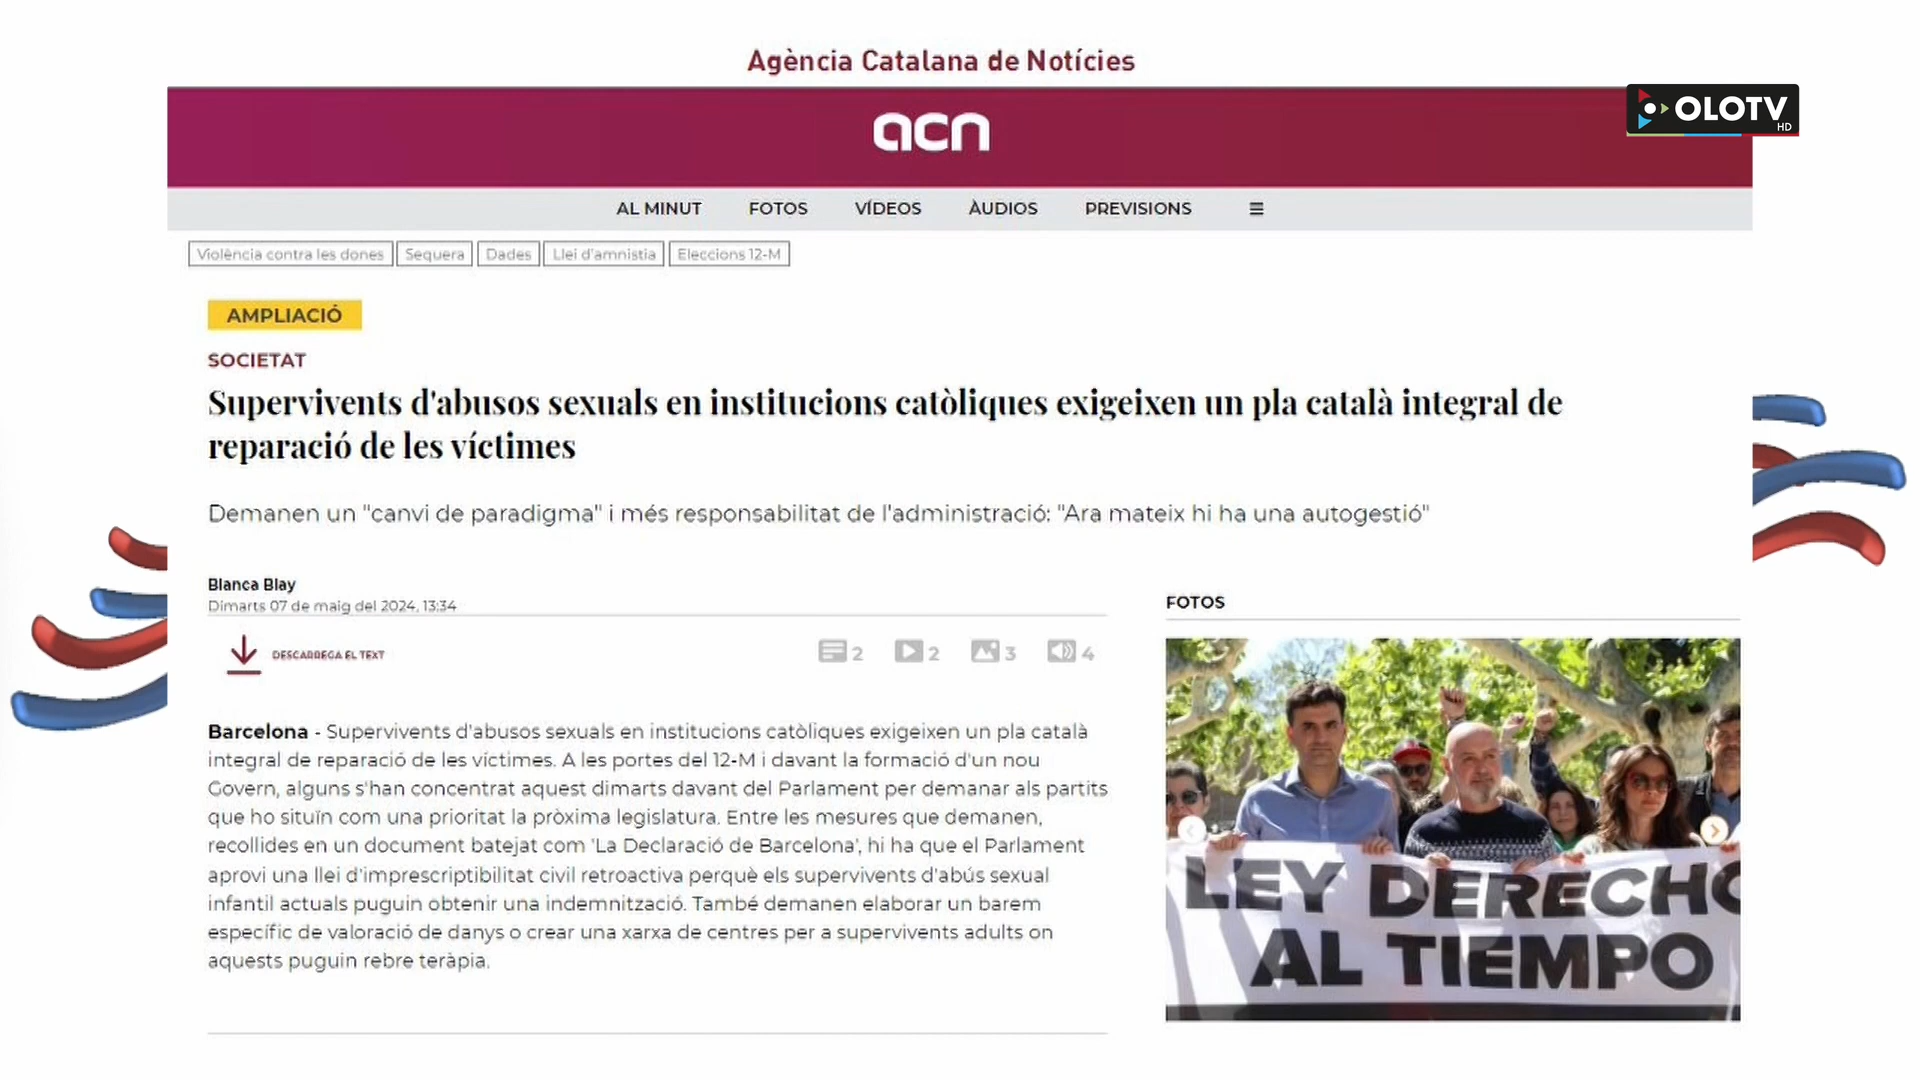 Agència Catalana de Notícies
acn
OLOTV
HD
AL MINUT FOTOS VÍDEOS ÀUDIOS PREVISIONS
Violència contra les dones Sequera Dades Llei d'amnistia Eleccions 12-M
AMPLIACIÓ
SOCIETAT
Supervivents d'abusos sexuals en institucions catòliques exigeixen un pla català integral de
reparació de les víctimes
Demanen un "canvi de paradigma" i més responsabilitat de l'administració: "Ara mateix hi ha una autogestió"
Blanca Blay
Dimarts 07 de maig del 2024, 13:34
DESCARREGA EL TEXT
2 2 3 4
Barcelona - Supervivents d'abusos sexuals en institucions catòliques exigeixen un pla català
integral de reparació de les víctimes. A les portes del 12-M i davant la formació d'un nou
Govern, alguns s'han concentrat aquest dimarts davant del Parlament per demanar als partits
que ho situïn com una prioritat la pròxima legislatura. Entre les mesures que demanen,
recollides en un document batejat com 'La Declaració de Barcelona', hi ha que el Parlament
aprovi una llei d'imprescriptibilitat civil retroactiva perquè els supervivents d'abús sexual
infantil actuals puguin obtenir una indemnització. També demanen elaborar un barem
específic de valoració de danys o crear una xarxa de centres per a supervivents adults on
aquests puguin rebre teràpia.
FOTOS
LEY DERECHO
AL TIEMPO